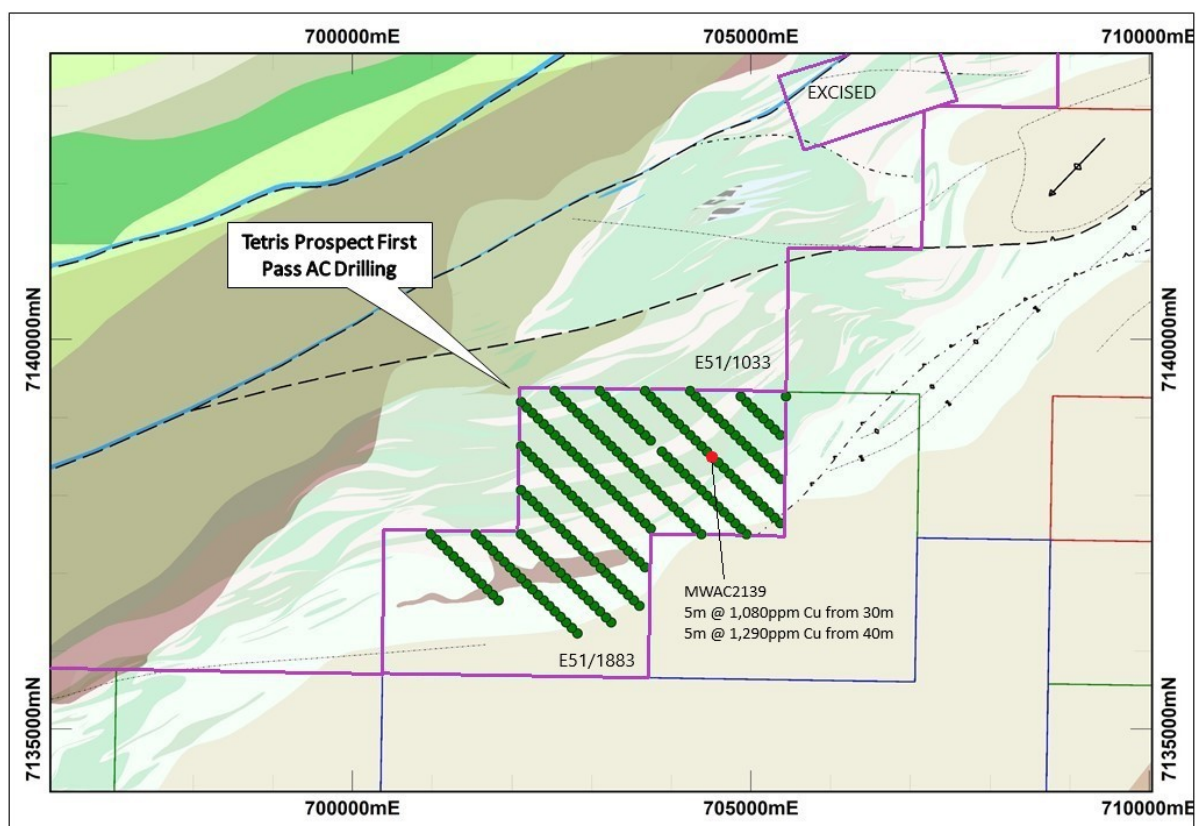 700000mE
705000mE
710000mE
EXCISED
Tetris Prospect First
Pass AC Drilling
7140000mN
7140000mN
E51/1033
MWAC2139
5m @ 1,080ppm Cu from 30m
5m @ 1,290ppm Cu from 40m
E51/1883
7135000mN
7135000mN
700000mE
705000mE
710000mE